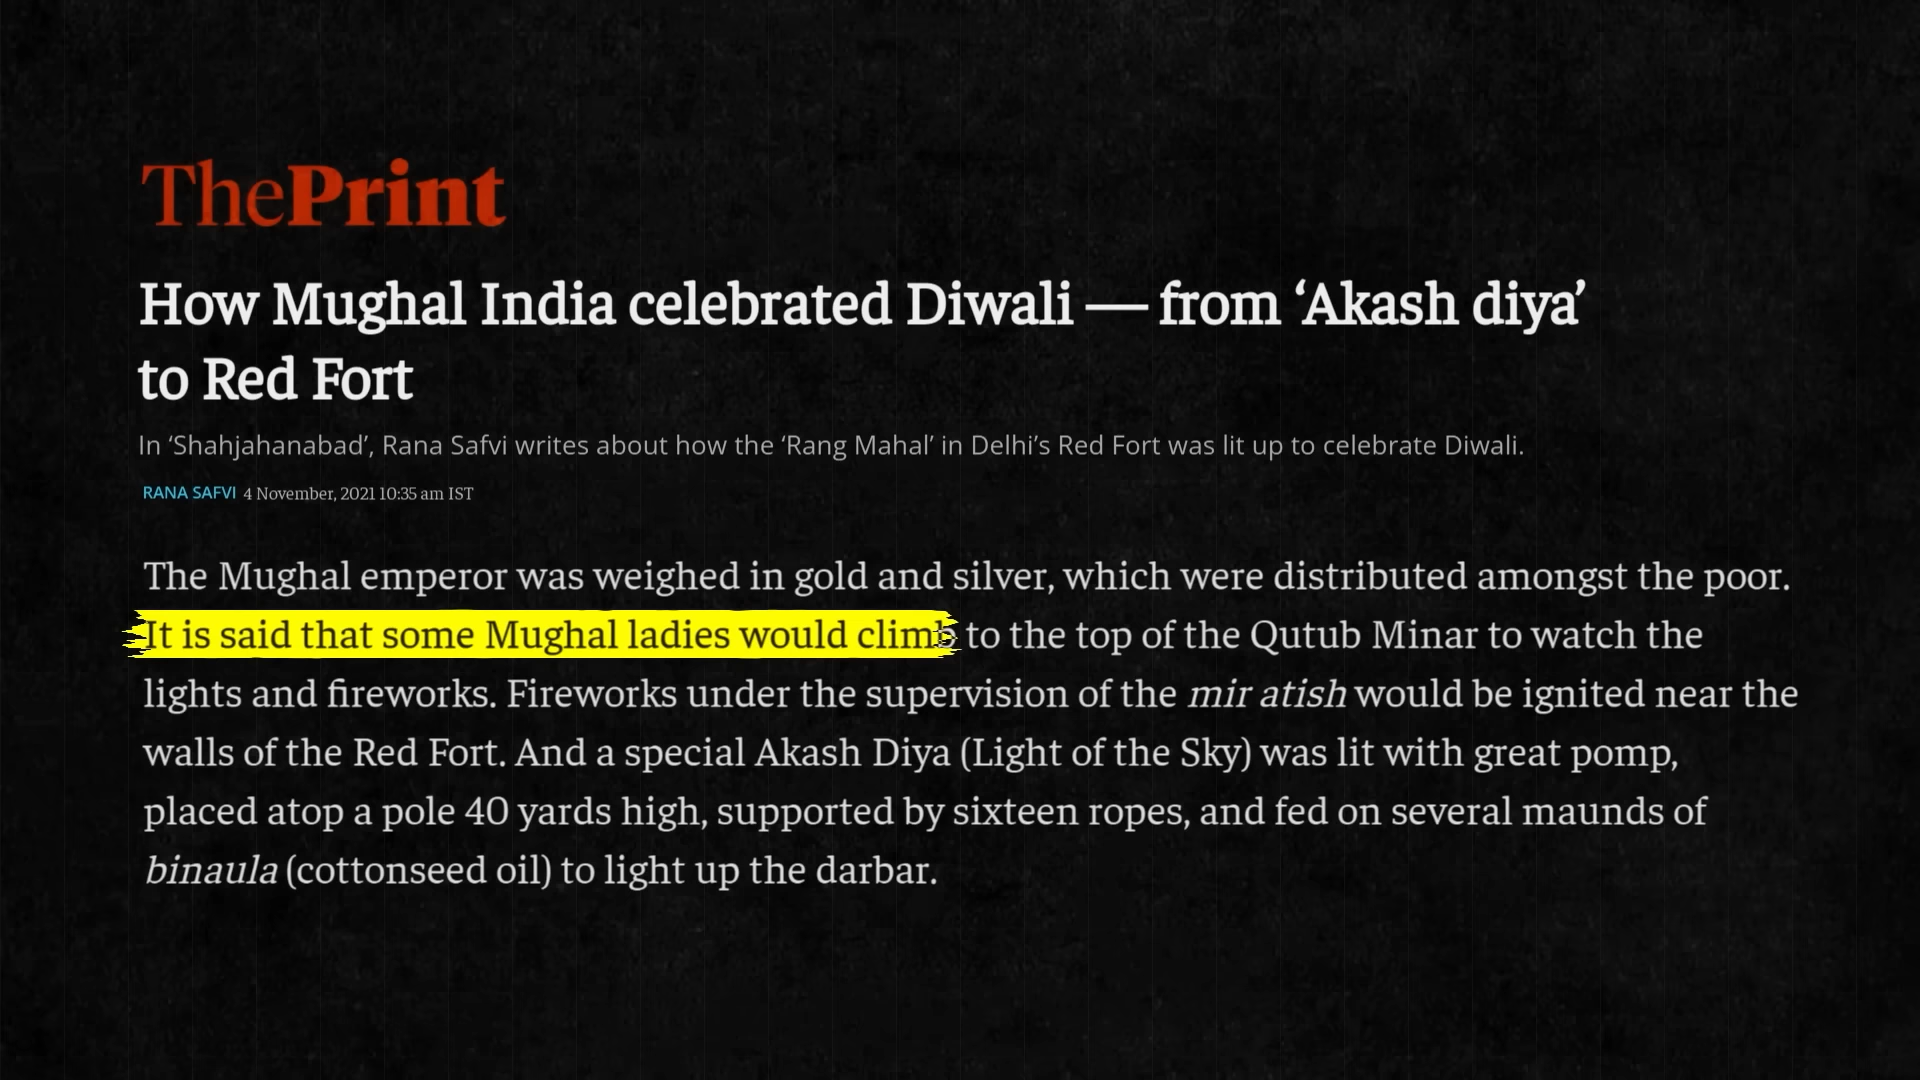 ThePrint
How Mughal India celebrated Diwali — from ‘Akash diya’
to Red Fort
In ‘Shahjahanabad’, Rana Safvi writes about how the ‘Rang Mahal’ in Delhi’s Red Fort was lit up to celebrate Diwali.
RANA SAFVI 4 November, 2021 10:35 am IST
The Mughal emperor was weighed in gold and silver, which were distributed amongst the poor.
It is said that some Mughal ladies would climb to the top of the Qutub Minar to watch the
lights and fireworks. Fireworks under the supervision of the mir atish would be ignited near the
walls of the Red Fort. And a special Akash Diya (Light of the Sky) was lit with great pomp,
placed atop a pole 40 yards high, supported by sixteen ropes, and fed on several maunds of
binaula (cottonseed oil) to light up the darbar.